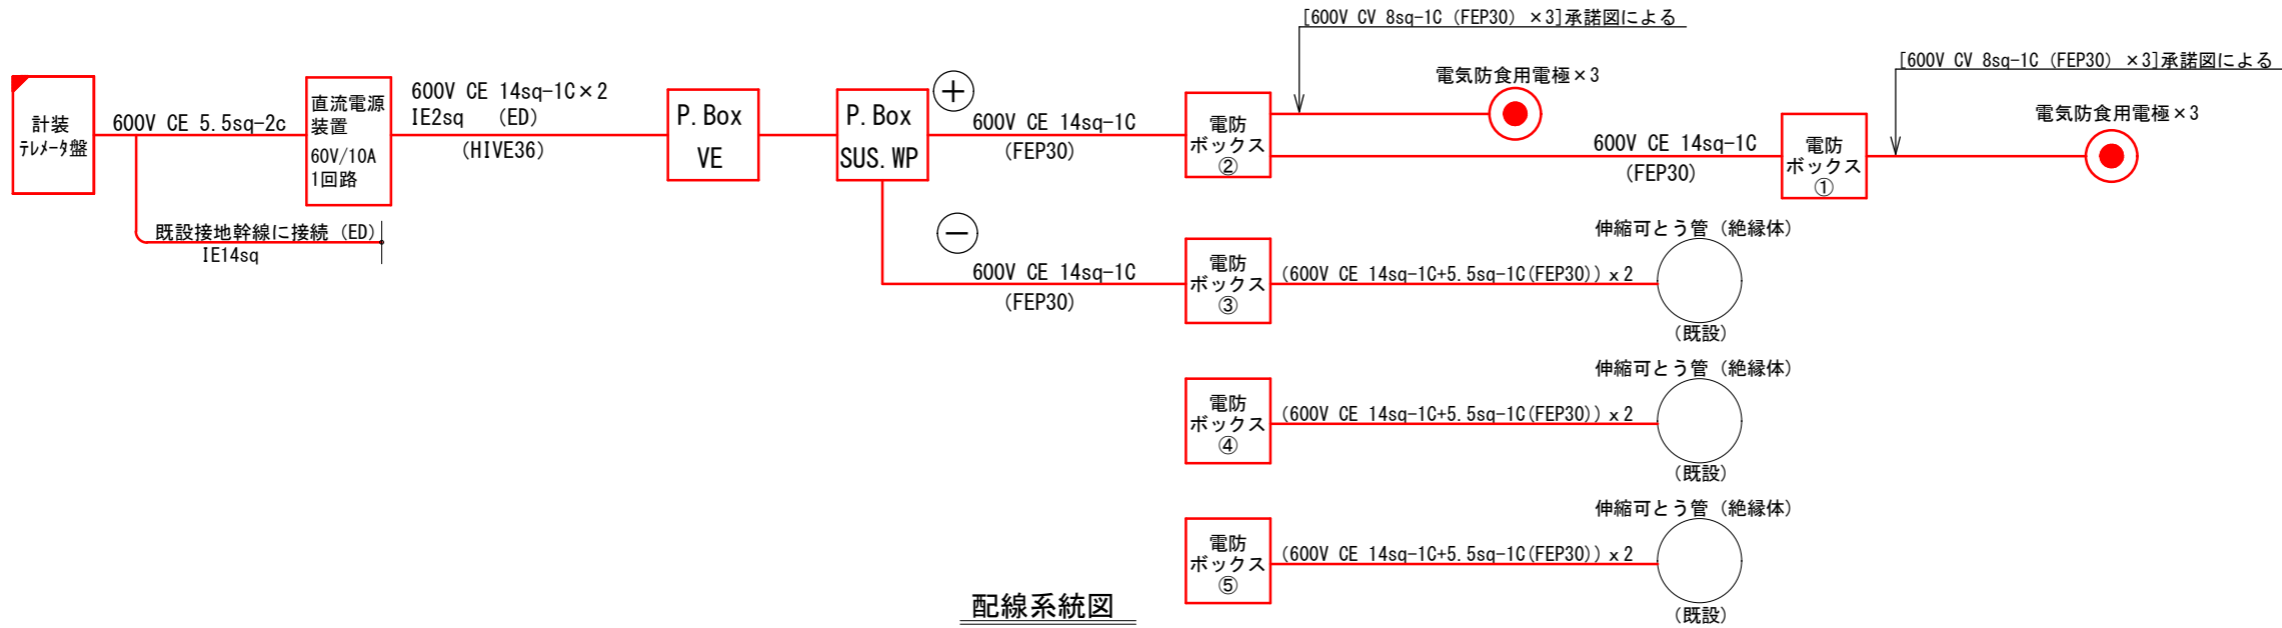 [600V CV 8sq-1C (FEP30) ×3]承諾図による
[600V CV 8sq-1C (FEP30) ×3]承諾図による
計装
ﾃﾚﾒｰﾀ盤
600V CE 5.5sq-2c
既設接地幹線に接続 (ED)
IE14sq
直流電源
装置
60V/10A
1回路
600V CE 14sq-1C×2
IE2sq (ED)
(HIVE36)
P.Box
VE
P.Box
SUS.WP
+
600V CE 14sq-1C
(FEP30)
電防
ボックス
②
電気防食用電極×3
600V CE 14sq-1C
(FEP30)
電防
ボックス
①
電気防食用電極×3
−
600V CE 14sq-1C
(FEP30)
電防
ボックス
③
(600V CE 14sq-1C+5.5sq-1C(FEP30))x2
伸縮可とう管 (絶縁体)
(既設)
電防
ボックス
④
(600V CE 14sq-1C+5.5sq-1C(FEP30))x2
伸縮可とう管 (絶縁体)
(既設)
電防
ボックス
⑤
(600V CE 14sq-1C+5.5sq-1C(FEP30))x2
伸縮可とう管 (絶縁体)
(既設)
配線系統図